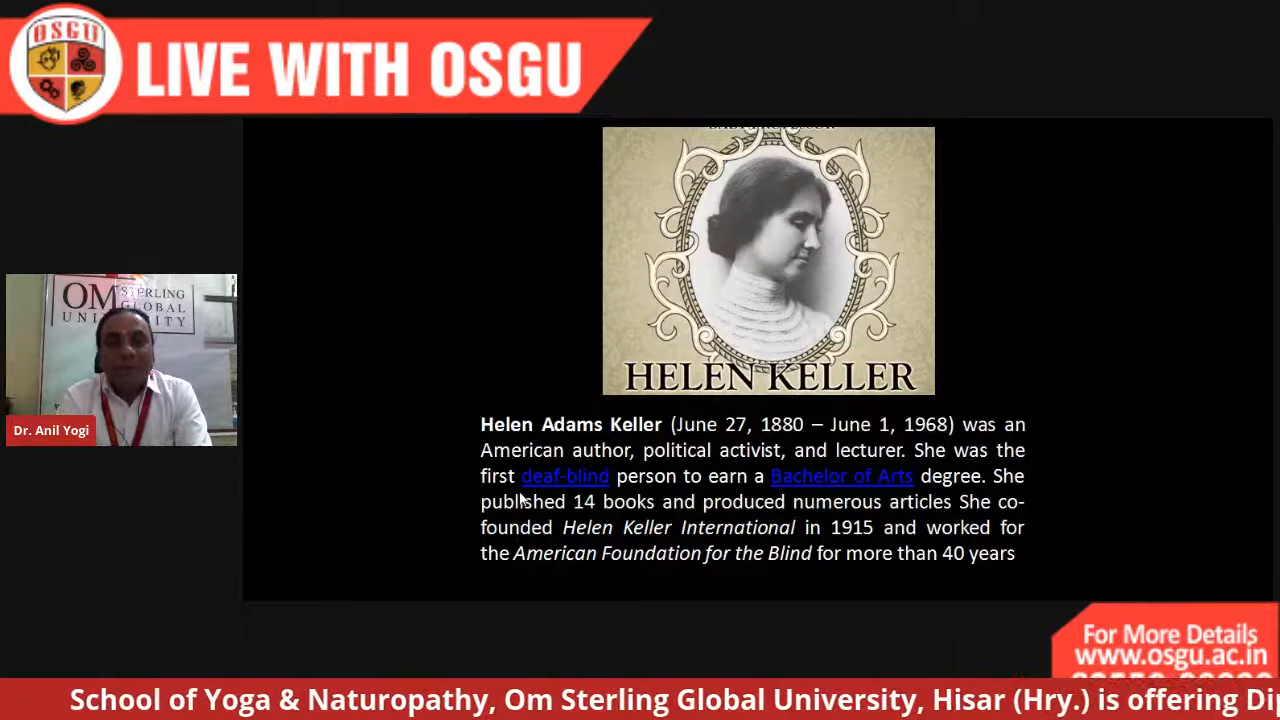 OSGU
LIVE WITH OSGU
HELEN KELLER
OM STERLING
GLOBAL
UNIVERSITY
Dr. Anil Yogi
Helen Adams Keller (June 27, 1880 – June 1, 1968) was an
American author, political activist, and lecturer. She was the
first deaf-blind person to earn a Bachelor of Arts degree. She
published 14 books and produced numerous articles She co-
founded Helen Keller International in 1915 and worked for
the American Foundation for the Blind for more than 40 years
For More Details
www.osgu.ac.in
School of Yoga & Naturopathy, Om Sterling Global University, Hisar (Hry.) is offering Di